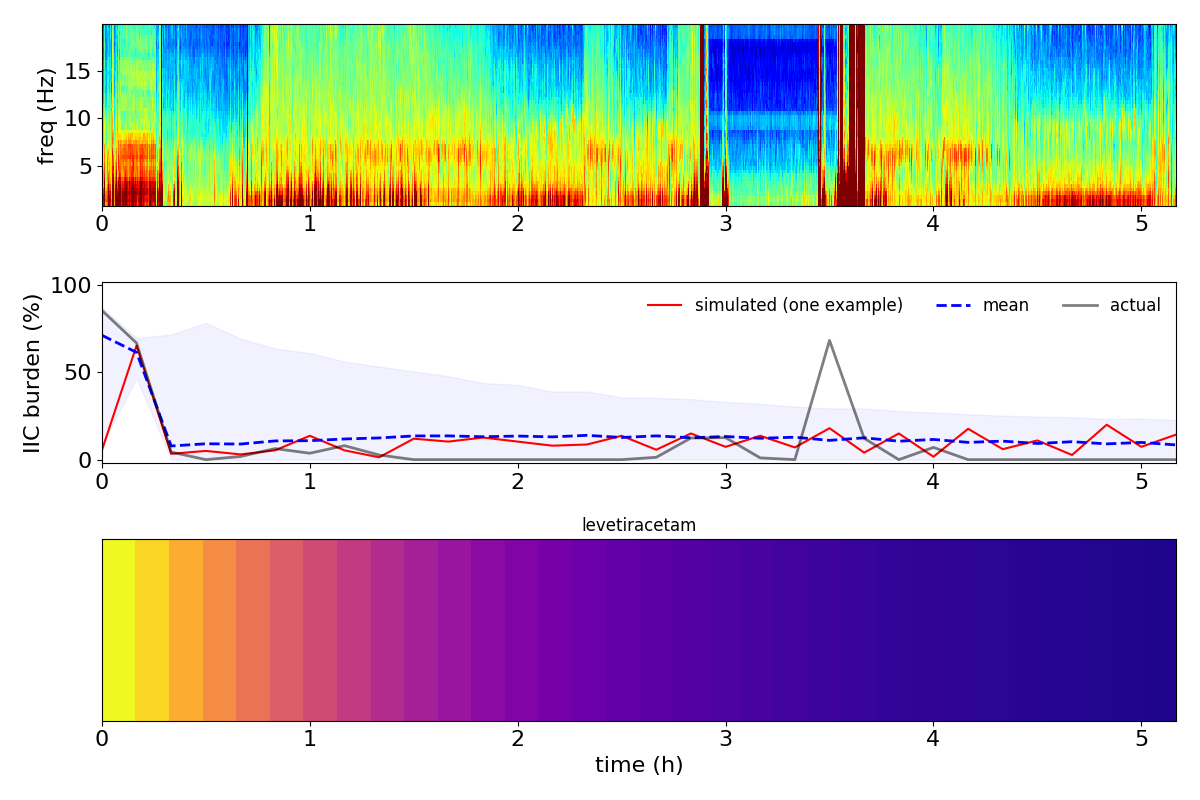 freq (Hz)
15
10
5
0 1 2 3 4 5
IIC burden (%)
100
50
0
simulated (one example) mean actual
0 1 2 3 4 5
levetiracetam
0 1 2 3 4 5
time (h)